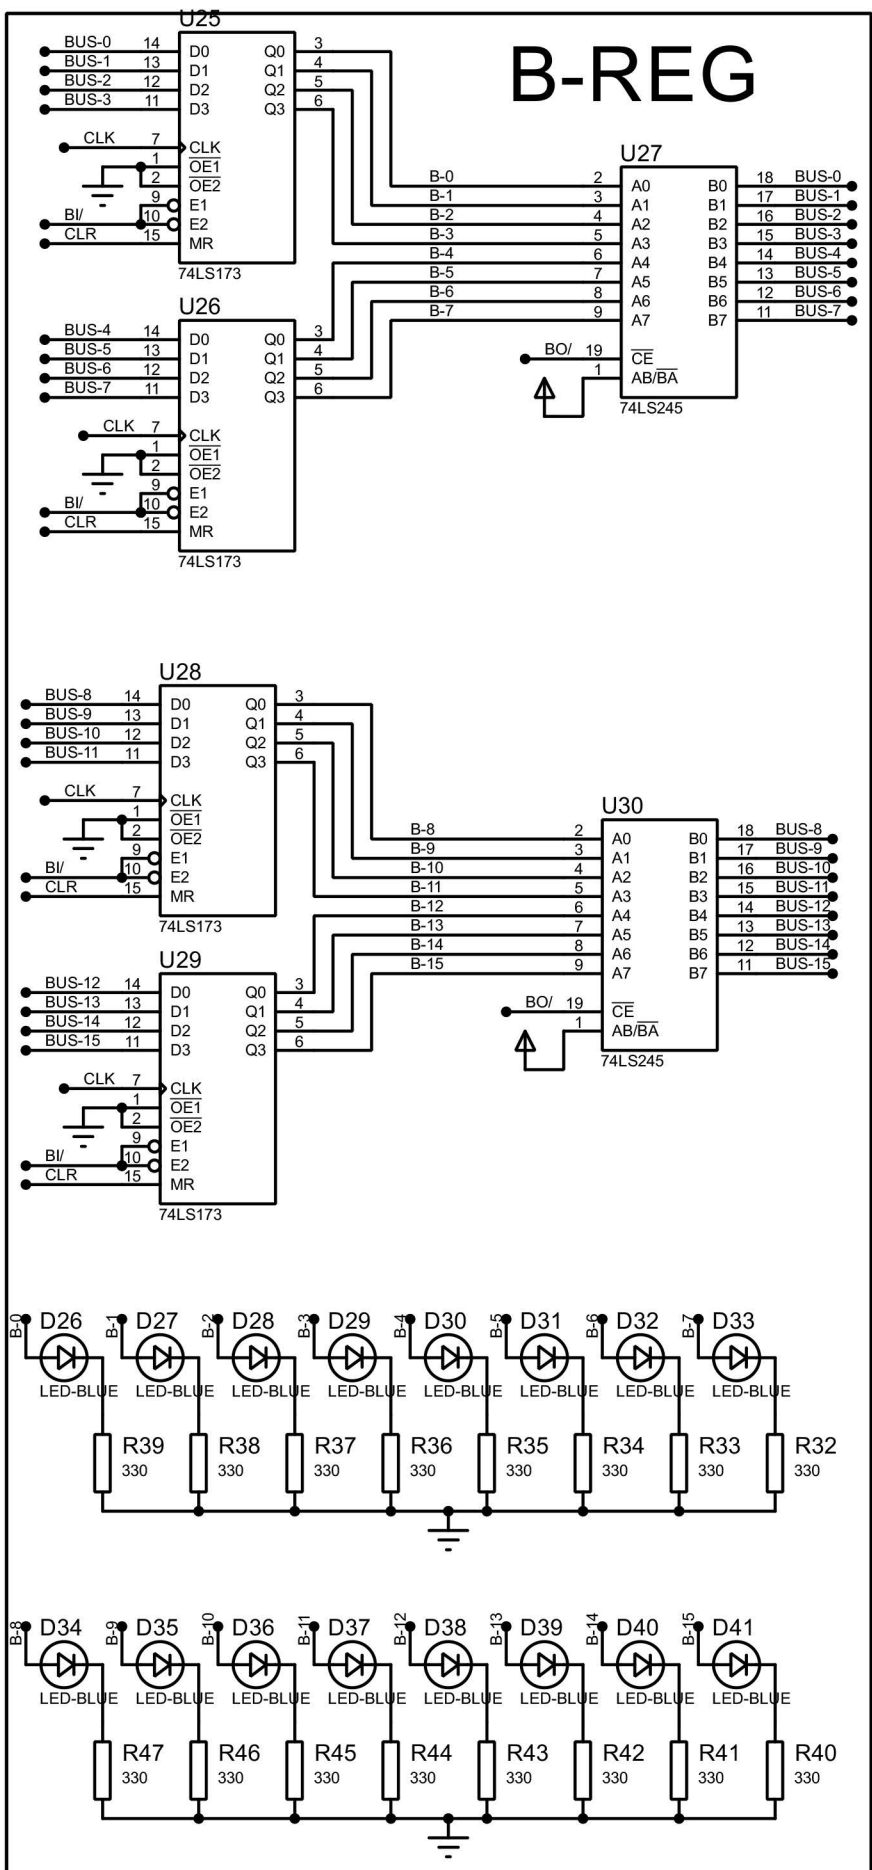 U25
B-REG
BUS-0 14 D0 Q0 3
BUS-1 13 D1 Q1 4
BUS-2 12 D2 Q2 5
BUS-3 11 D3 Q3 6
CLK 7 CLK
1 OE1
2 OE2
9 E1
BI/ 10 E2
CLR 15 MR
74LS173
U27
B-0 2 A0 B0 18 BUS-0
B-1 3 A1 B1 17 BUS-1
B-2 4 A2 B2 16 BUS-2
B-3 5 A3 B3 15 BUS-3
B-4 6 A4 B4 14 BUS-4
B-5 7 A5 B5 13 BUS-5
B-6 8 A6 B6 12 BUS-6
B-7 9 A7 B7 11 BUS-7
BO/ 19 CE
1 AB/BA
74LS245
U26
BUS-4 14 D0 Q0 3
BUS-5 13 D1 Q1 4
BUS-6 12 D2 Q2 5
BUS-7 11 D3 Q3 6
CLK 7 CLK
1 OE1
2 OE2
9 E1
BI/ 10 E2
CLR 15 MR
74LS173
U28
BUS-8 14 D0 Q0 3
BUS-9 13 D1 Q1 4
BUS-10 12 D2 Q2 5
BUS-11 11 D3 Q3 6
CLK 7 CLK
1 OE1
2 OE2
9 E1
BI/ 10 E2
CLR 15 MR
74LS173
U30
B-8 2 A0 B0 18 BUS-8
B-9 3 A1 B1 17 BUS-9
B-10 4 A2 B2 16 BUS-10
B-11 5 A3 B3 15 BUS-11
B-12 6 A4 B4 14 BUS-12
B-13 7 A5 B5 13 BUS-13
B-14 8 A6 B6 12 BUS-14
B-15 9 A7 B7 11 BUS-15
BO/ 19 CE
1 AB/BA
74LS245
U29
BUS-12 14 D0 Q0 3
BUS-13 13 D1 Q1 4
BUS-14 12 D2 Q2 5
BUS-15 11 D3 Q3 6
CLK 7 CLK
1 OE1
2 OE2
9 E1
BI/ 10 E2
CLR 15 MR
74LS173
B-0 D26 B-1 D27 B-2 D28 B-3 D29 B-4 D30 B-5 D31 B-6 D32 B-7 D33
LED-BLUE LED-BLUE LED-BLUE LED-BLUE LED-BLUE LED-BLUE LED-BLUE LED-BLUE
R39 R38 R37 R36 R35 R34 R33 R32
330 330 330 330 330 330 330 330
B-8 D34 B-9 D35 B-10 D36 B-11 D37 B-12 D38 B-13 D39 B-14 D40 B-15 D41
LED-BLUE LED-BLUE LED-BLUE LED-BLUE LED-BLUE LED-BLUE LED-BLUE LED-BLUE
R47 R46 R45 R44 R43 R42 R41 R40
330 330 330 330 330 330 330 330